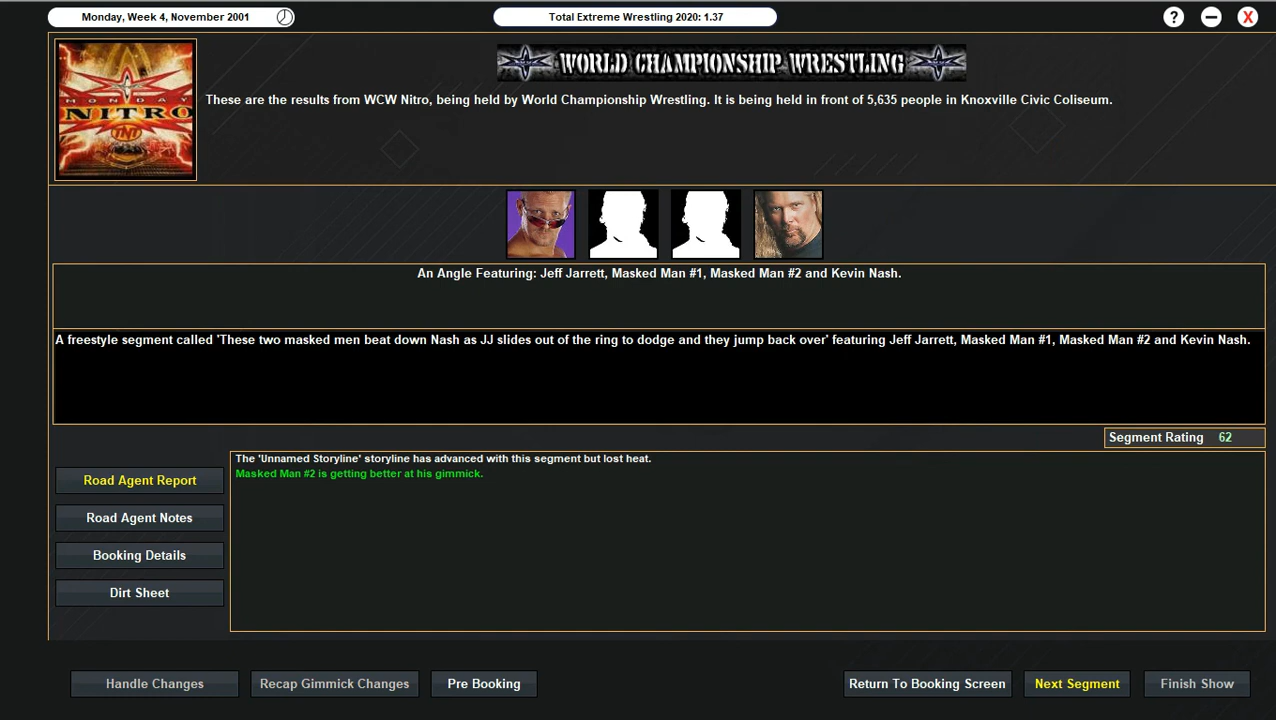 Monday, Week 4, November 2001
Total Extreme Wrestling 2020: 1.37
?
X
MONDAY
NITRO
TNT
WORLD CHAMPIONSHIP WRESTLING
These are the results from WCW Nitro, being held by World Championship Wrestling. It is being held in front of 5,635 people in Knoxville Civic Coliseum.
An Angle Featuring: Jeff Jarrett, Masked Man #1, Masked Man #2 and Kevin Nash.
A freestyle segment called 'These two masked men beat down Nash as JJ slides out of the ring to dodge and they jump back over' featuring Jeff Jarrett, Masked Man #1, Masked Man #2 and Kevin Nash.
Segment Rating 62
The 'Unnamed Storyline' storyline has advanced with this segment but lost heat.
Masked Man #2 is getting better at his gimmick.
Road Agent Report
Road Agent Notes
Booking Details
Dirt Sheet
Handle Changes
Recap Gimmick Changes
Pre Booking
Return To Booking Screen
Next Segment
Finish Show